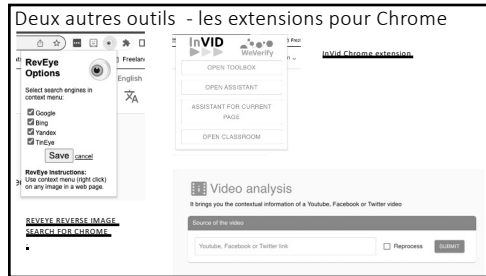 Deux autres outils - les extensions pour Chrome
RevEye
Options
Select search engines in
context menu:
Google
Bing
Yandex
TinEye
Save cancel
RevEye Instructions:
Use context menu (right click)
on any image in a web page.
Freelan
English
REVEYE REVERSE IMAGE
SEARCH FOR CHROME
InVID WeVerify
OPEN TOOLBOX
OPEN ASSISTANT
ASSISTANT FOR CURRENT
PAGE
OPEN CLASSROOM
InVid Chrome extension
Video analysis
It brings you the contextual information of a Youtube, Facebook or Twitter video
Source of the video
Youtube, Facebook or Twitter link
Reprocess
SUBMIT